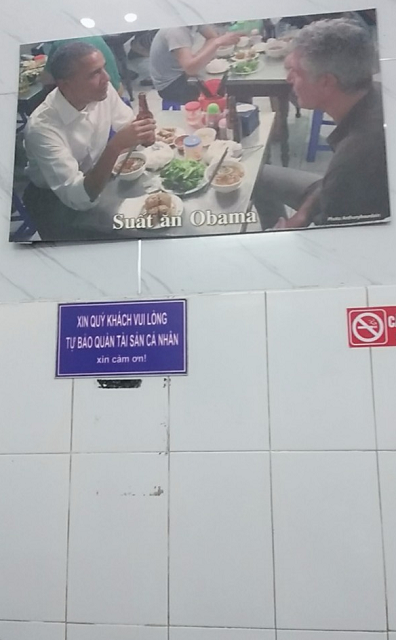 Suất ăn Obama
XIN QUÝ KHÁCH VUI LÒNG
TỰ BẢO QUẢN TÀI SẢN CÁ NHÂN
xin cảm ơn!